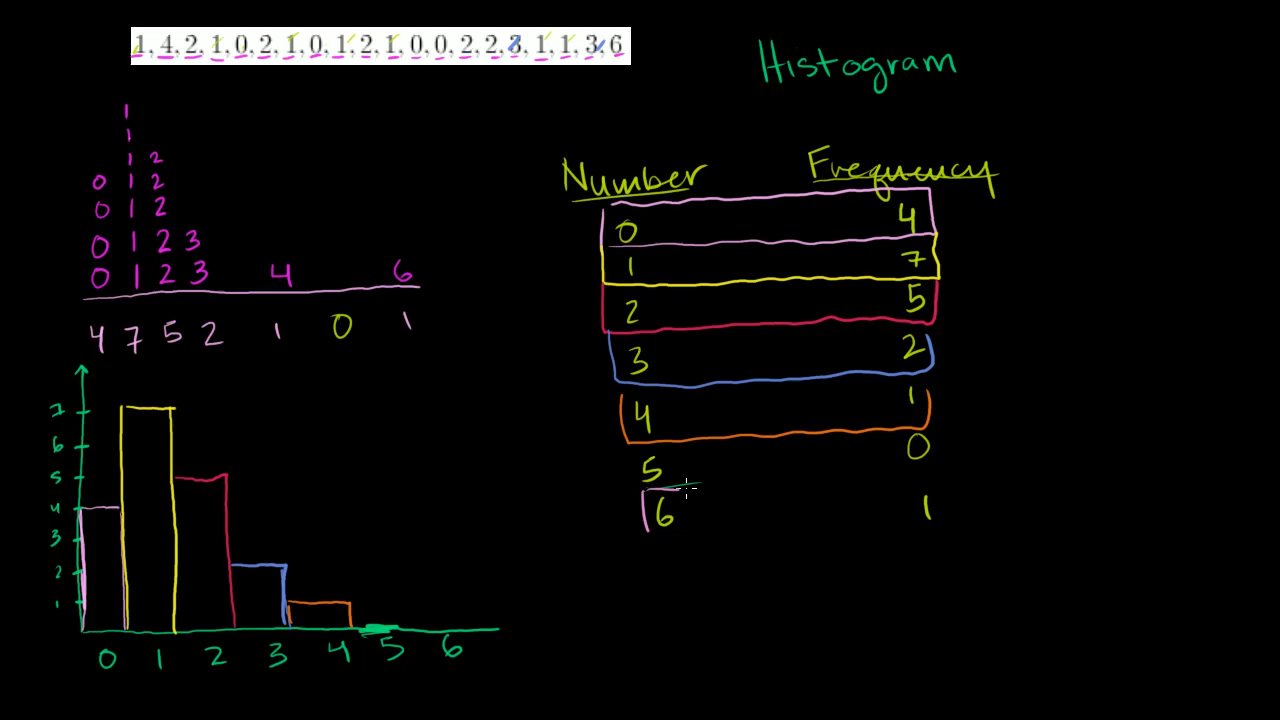 1, 4, 2, 1, 0, 2, 1, 0, 1, 2, 1, 0, 0, 2, 2, 3, 1, 1, 3, 6
Histogram
Number Frequency
0 4
1 7
2 5
3 2
4 1
5 0
6 1
1
1
1 2
0 1 2
0 1 2
0 1 2 3
0 1 2 3 4 6
4 7 5 2 1 0 1
7
6
5
4
3
2
1
0 1 2 3 4 5 6